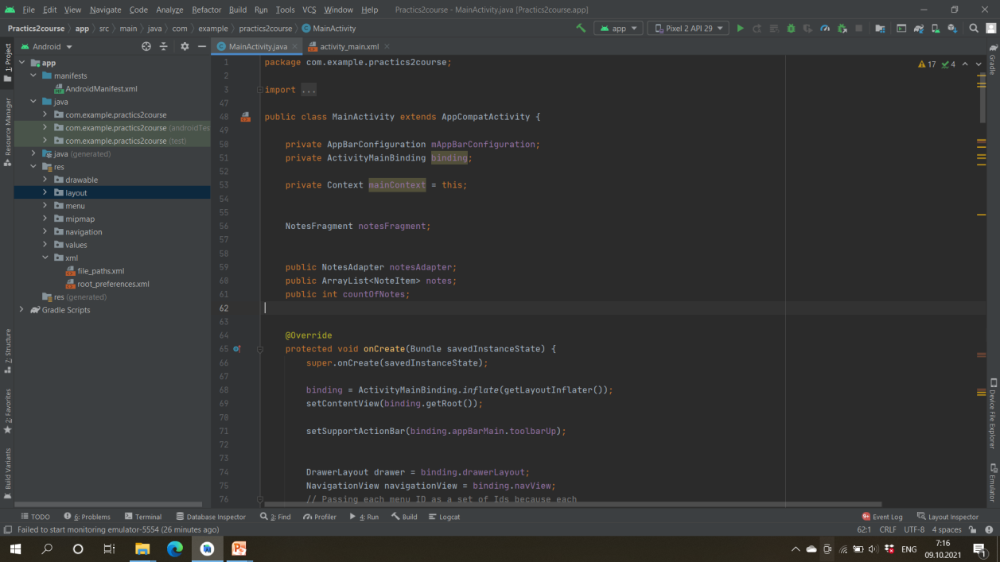 File Edit View Navigate Code Analyze Refactor Build Run Tools VCS Window Help Practics2course - MainActivity.java [Practics2course.app]
Practics2course app src main java com example practics2course MainActivity app Pixel 2 API 29
Android
MainActivity.java activity_main.xml
1: Project
Resource Manager
Z: Structure
2: Favorites
Build Variants
app
manifests
AndroidManifest.xml
java
com.example.practics2course
com.example.practics2course (androidTes
com.example.practics2course (test)
java (generated)
res
drawable
layout
menu
mipmap
navigation
values
xml
file_paths.xml
root_preferences.xml
res (generated)
Gradle Scripts
17 4
1 package com.example.practics2course;
2
3 import ...
47
48 public class MainActivity extends AppCompatActivity {
49
50 private AppBarConfiguration mAppBarConfiguration;
51 private ActivityMainBinding binding;
52
53 private Context mainContext = this;
54
55
56 NotesFragment notesFragment;
57
58
59 public NotesAdapter notesAdapter;
60 public ArrayList<NoteItem> notes;
61 public int countOfNotes;
62
63
64 @Override
65 protected void onCreate(Bundle savedInstanceState) {
66 super.onCreate(savedInstanceState);
67
68 binding = ActivityMainBinding.inflate(getLayoutInflater());
69 setContentView(binding.getRoot());
70
71 setSupportActionBar(binding.appBarMain.toolbarUp);
72
73
74 DrawerLayout drawer = binding.drawerLayout;
75 NavigationView navigationView = binding.navView;
76 // Passing each menu ID as a set of Ids because each
Gradle
Device File Explorer
Emulator
TODO 6: Problems Terminal Database Inspector 3: Find Profiler 4: Run Build Logcat 9+ Event Log Layout Inspector
Failed to start monitoring emulator-5554 (26 minutes ago) 62:1 CRLF UTF-8 4 spaces
ENG
7:16
09.10.2021
1